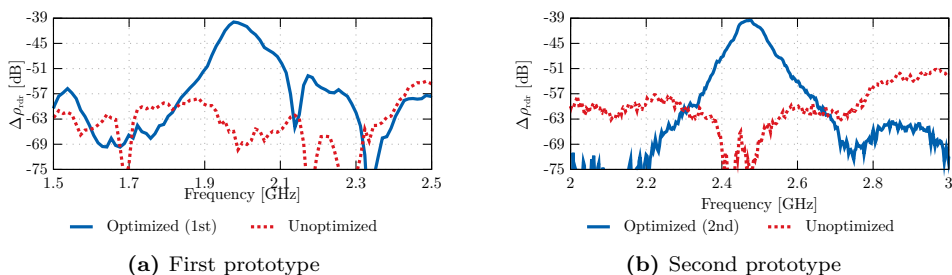 -39
-45
-51
-57
-63
-69
-75
Δρrdr [dB]
1.5 1.7 1.9 2.1 2.3 2.5
Frequency [GHz]
Optimized (1st) Unoptimized
(a) First prototype
-39
-45
-51
-57
-63
-69
-75
Δρrdr [dB]
2 2.2 2.4 2.6 2.8 3
Frequency [GHz]
Optimized (2nd) Unoptimized
(b) Second prototype